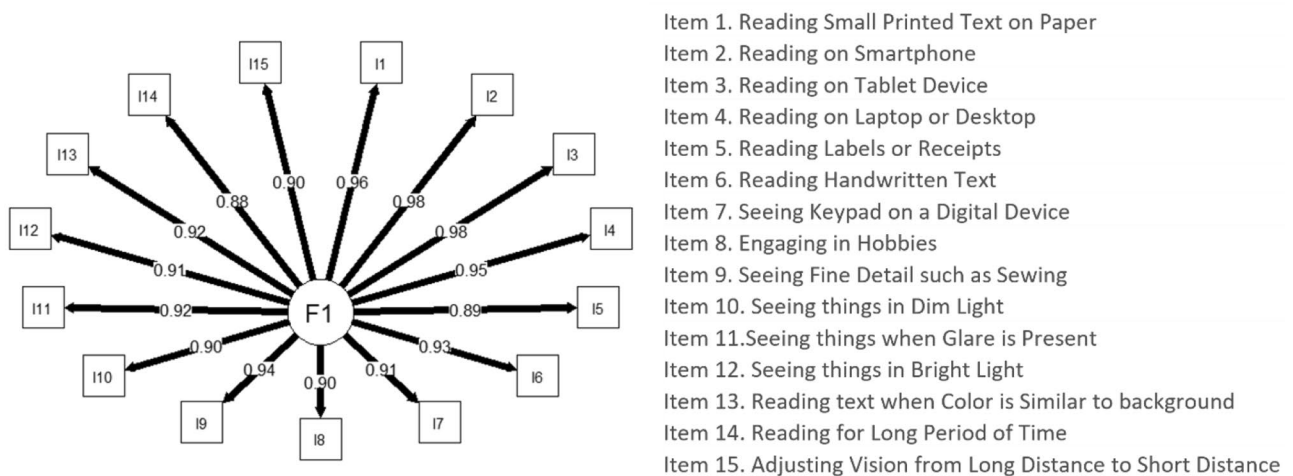 I15
I1
I14
I2
I13
I3
I12
I4
I11
I5
I10
I6
I9
I8
I7
F1
0.90
0.96
0.88
0.98
0.92
0.98
0.91
0.95
0.92
0.89
0.90
0.93
0.94
0.90
0.91
Item 1. Reading Small Printed Text on Paper
Item 2. Reading on Smartphone
Item 3. Reading on Tablet Device
Item 4. Reading on Laptop or Desktop
Item 5. Reading Labels or Receipts
Item 6. Reading Handwritten Text
Item 7. Seeing Keypad on a Digital Device
Item 8. Engaging in Hobbies
Item 9. Seeing Fine Detail such as Sewing
Item 10. Seeing things in Dim Light
Item 11.Seeing things when Glare is Present
Item 12. Seeing things in Bright Light
Item 13. Reading text when Color is Similar to background
Item 14. Reading for Long Period of Time
Item 15. Adjusting Vision from Long Distance to Short Distance